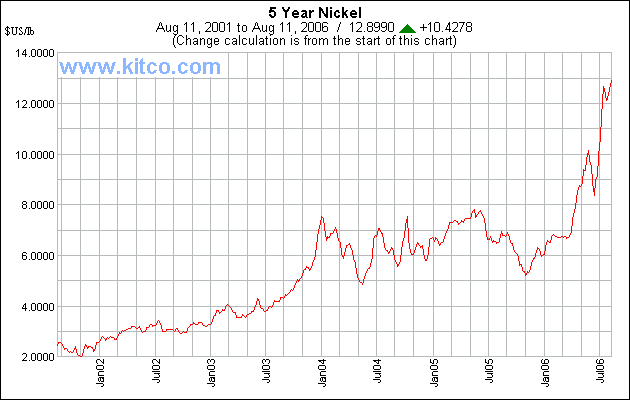 5 Year Nickel
$US/lb
Aug 11, 2001 to Aug 11, 2006 / 12.8990 ▲ +10.4278
(Change calculation is from the start of this chart)
www.kitco.com
14.0000
12.0000
10.0000
8.0000
6.0000
4.0000
2.0000
Jan02
Jul02
Jan03
Jul03
Jan04
Jul04
Jan05
Jul05
Jan06
Jul06